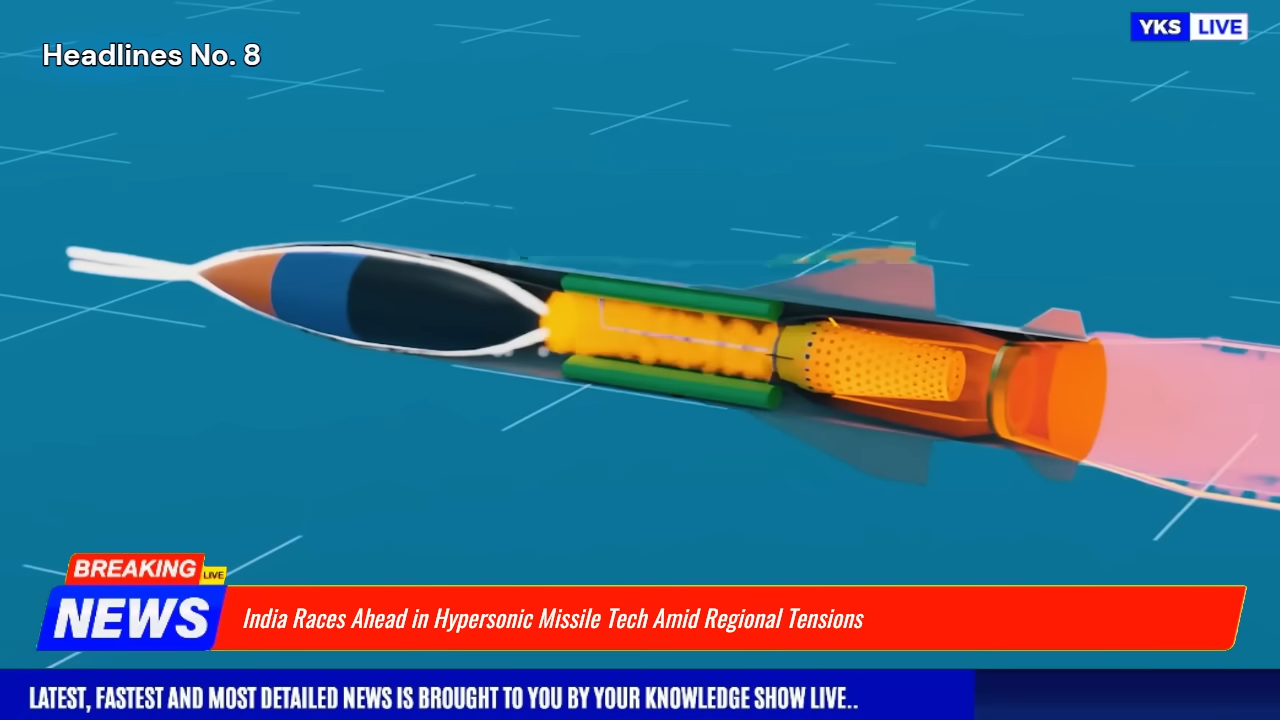 Headlines No. 8
YKS LIVE
BREAKING
LIVE
NEWS
India Races Ahead in Hypersonic Missile Tech Amid Regional Tensions
LATEST, FASTEST AND MOST DETAILED NEWS IS BROUGHT TO YOU BY YOUR KNOWLEDGE SHOW LIVE..